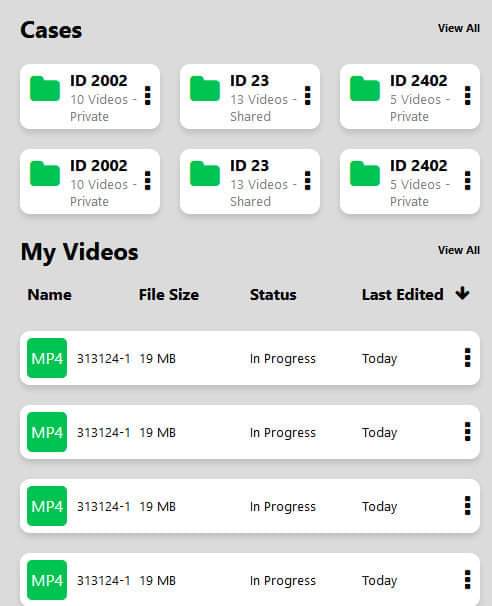 Cases
View All
ID 2002
10 Videos -
Private
ID 23
13 Videos -
Shared
ID 2402
5 Videos -
Private
ID 2002
10 Videos -
Private
ID 23
13 Videos -
Shared
ID 2402
5 Videos -
Private
My Videos
View All
Name File Size Status Last Edited
MP4 313124-1 19 MB In Progress Today
MP4 313124-1 19 MB In Progress Today
MP4 313124-1 19 MB In Progress Today
MP4 313124-1 19 MB In Progress Today